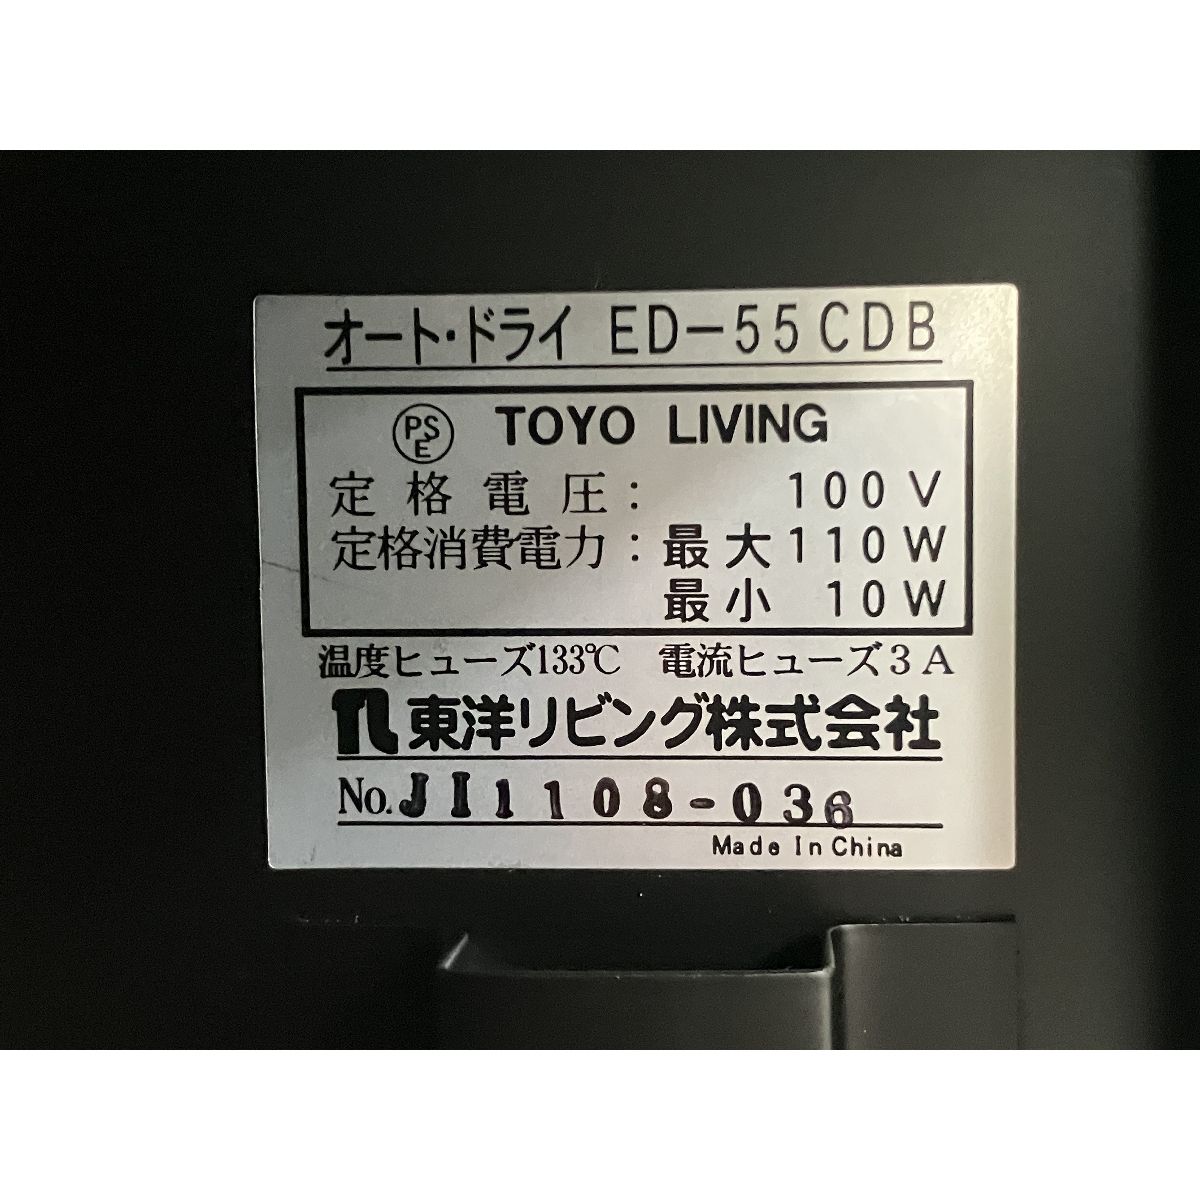 オート・ドライ ED-55CDB
PSE TOYO LIVING
定格電圧: 100V
定格消費電力: 最大110W
最小 10W
温度ヒューズ133℃ 電流ヒューズ3A
東洋リビング株式会社
No.JI1108-036
Made In China